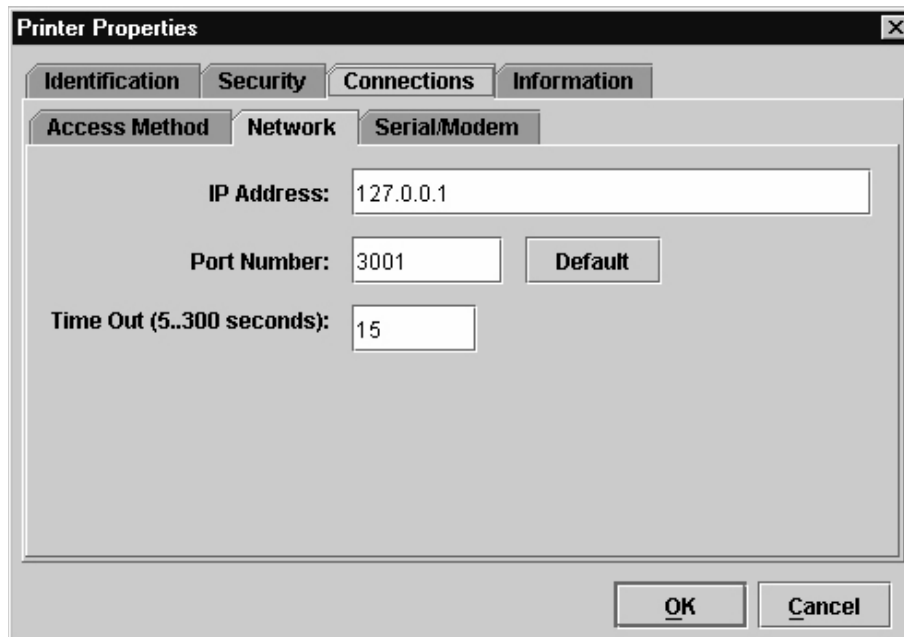 Printer Properties
Identification Security Connections Information
Access Method Network Serial/Modem
IP Address: 127.0.0.1
Port Number: 3001 Default
Time Out (5..300 seconds): 15
OK Cancel